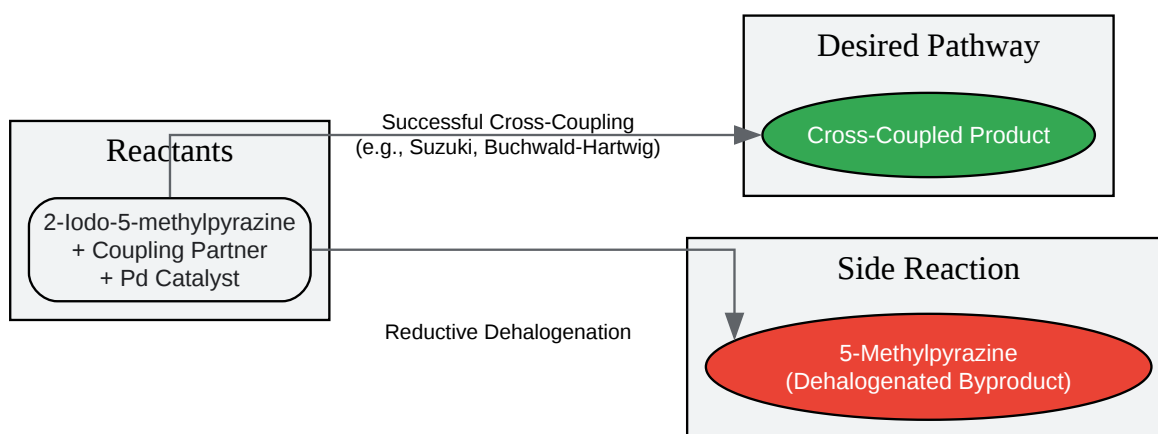 Desired Pathway
Successful Cross-Coupling
(e.g., Suzuki, Buchwald-Hartwig)
Cross-Coupled Product
Reactants
2-Iodo-5-methylpyrazine
+ Coupling Partner
+ Pd Catalyst
Side Reaction
Reductive Dehalogenation
5-Methylpyrazine
(Dehalogenated Byproduct)